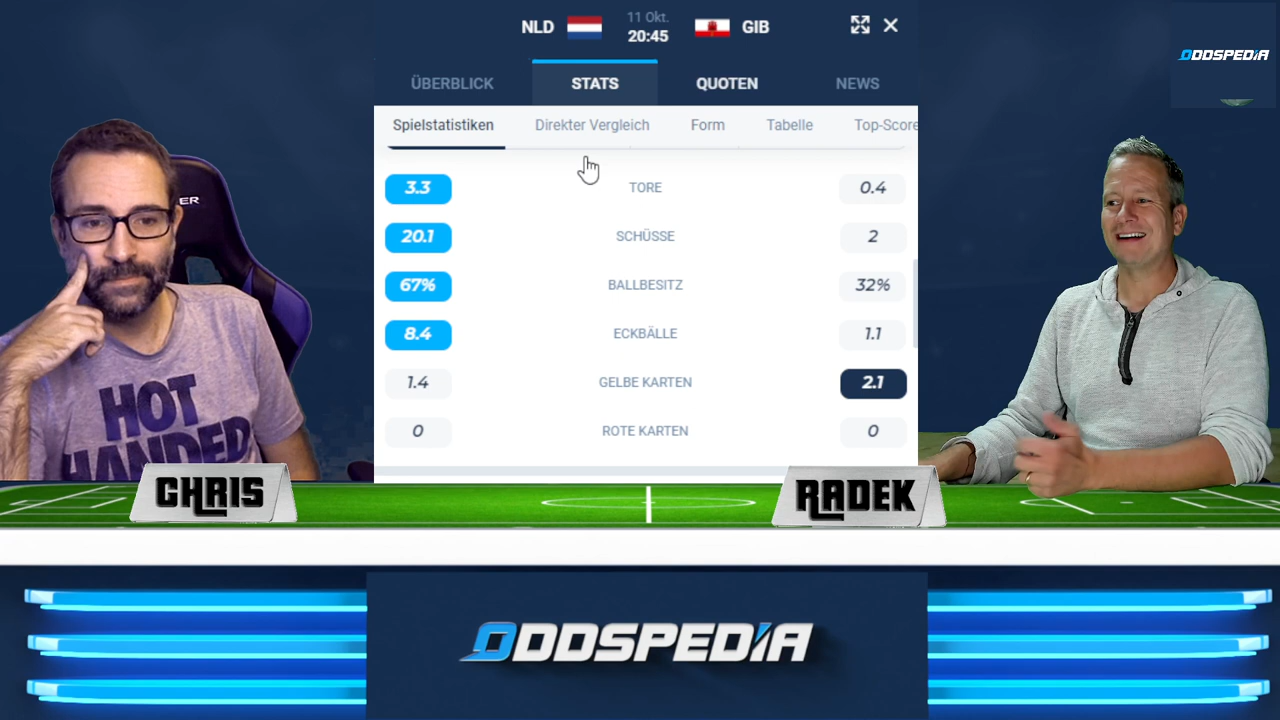 NLD
11 Okt.
20:45
GIB
ODDSPEDIA
ÜBERBLICK
STATS
QUOTEN
NEWS
Spielstatistiken
Direkter Vergleich
Form
Tabelle
Top-Score
3.3
TORE
0.4
20.1
SCHÜSSE
2
67%
BALLBESITZ
32%
8.4
ECKBÄLLE
1.1
1.4
GELBE KARTEN
2.1
0
ROTE KARTEN
0
ER
HOT
HANDED
CHRIS
RADEK
ODDSPEDIA